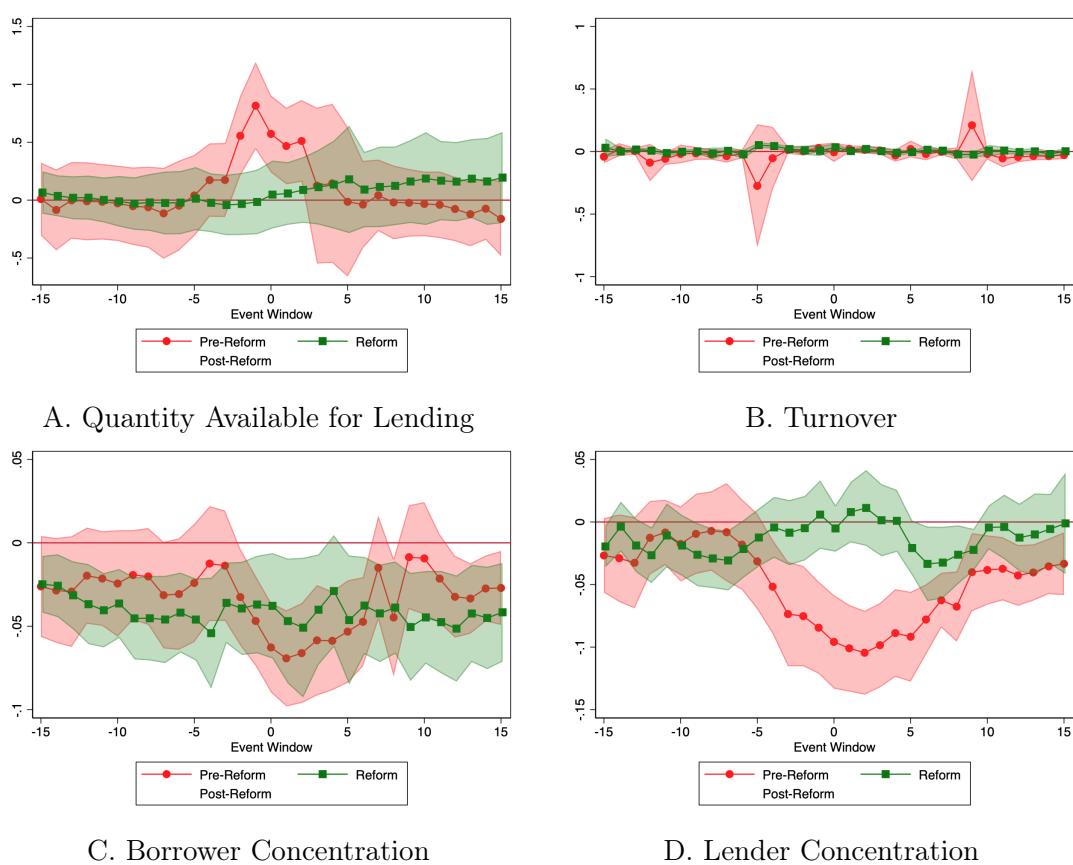 1.5
1
.5
0
-.5
-15 -10 -5 0 5 10 15
Event Window
Pre-Reform Reform
Post-Reform
A. Quantity Available for Lending
1
.5
0
-.5
-1
-15 -10 -5 0 5 10 15
Event Window
Pre-Reform Reform
Post-Reform
B. Turnover
.05
0
-.05
-.1
-15 -10 -5 0 5 10 15
Event Window
Pre-Reform Reform
Post-Reform
C. Borrower Concentration
.05
0
-.05
-.1
-.15
-15 -10 -5 0 5 10 15
Event Window
Pre-Reform Reform
Post-Reform
D. Lender Concentration